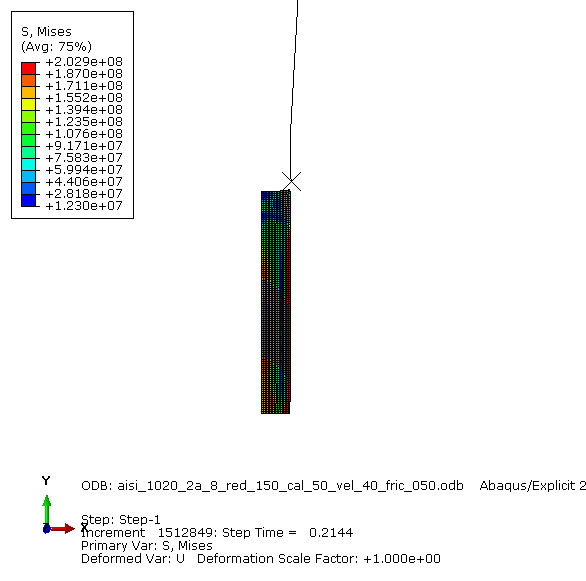 S, Mises
(Avg: 75%)
+2.029e+08
+1.870e+08
+1.711e+08
+1.552e+08
+1.394e+08
+1.235e+08
+1.076e+08
+9.171e+07
+7.583e+07
+5.994e+07
+4.406e+07
+2.818e+07
+1.230e+07
Y
X
ODB: aisi_1020_2a_8_red_150_cal_50_vel_40_fric_050.odb Abaqus/Explicit 2
Step: Step-1
Increment 1512849: Step Time = 0.2144
Primary Var: S, Mises
Deformed Var: U Deformation Scale Factor: +1.000e+00